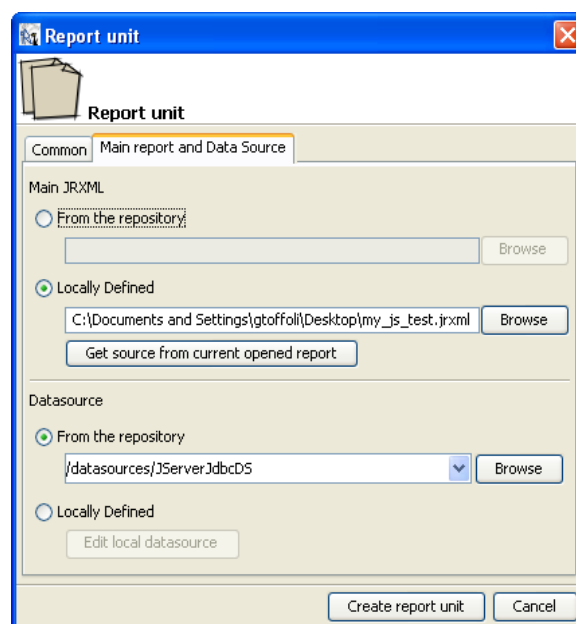 Report unit
Report unit
Common Main report and Data Source
Main JRXML
From the repository
Browse
Locally Defined
C:\Documents and Settings\gtoffoli\Desktop\my_js_test.jrxml Browse
Get source from current opened report
Datasource
From the repository
/datasources/JServerJdbcDS Browse
Locally Defined
Edit local datasource
Create report unit Cancel